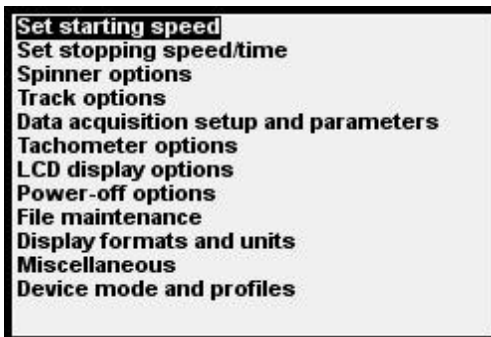 Set starting speed
Set stopping speed/time
Spinner options
Track options
Data acquisition setup and parameters
Tachometer options
LCD display options
Power-off options
File maintenance
Display formats and units
Miscellaneous
Device mode and profiles